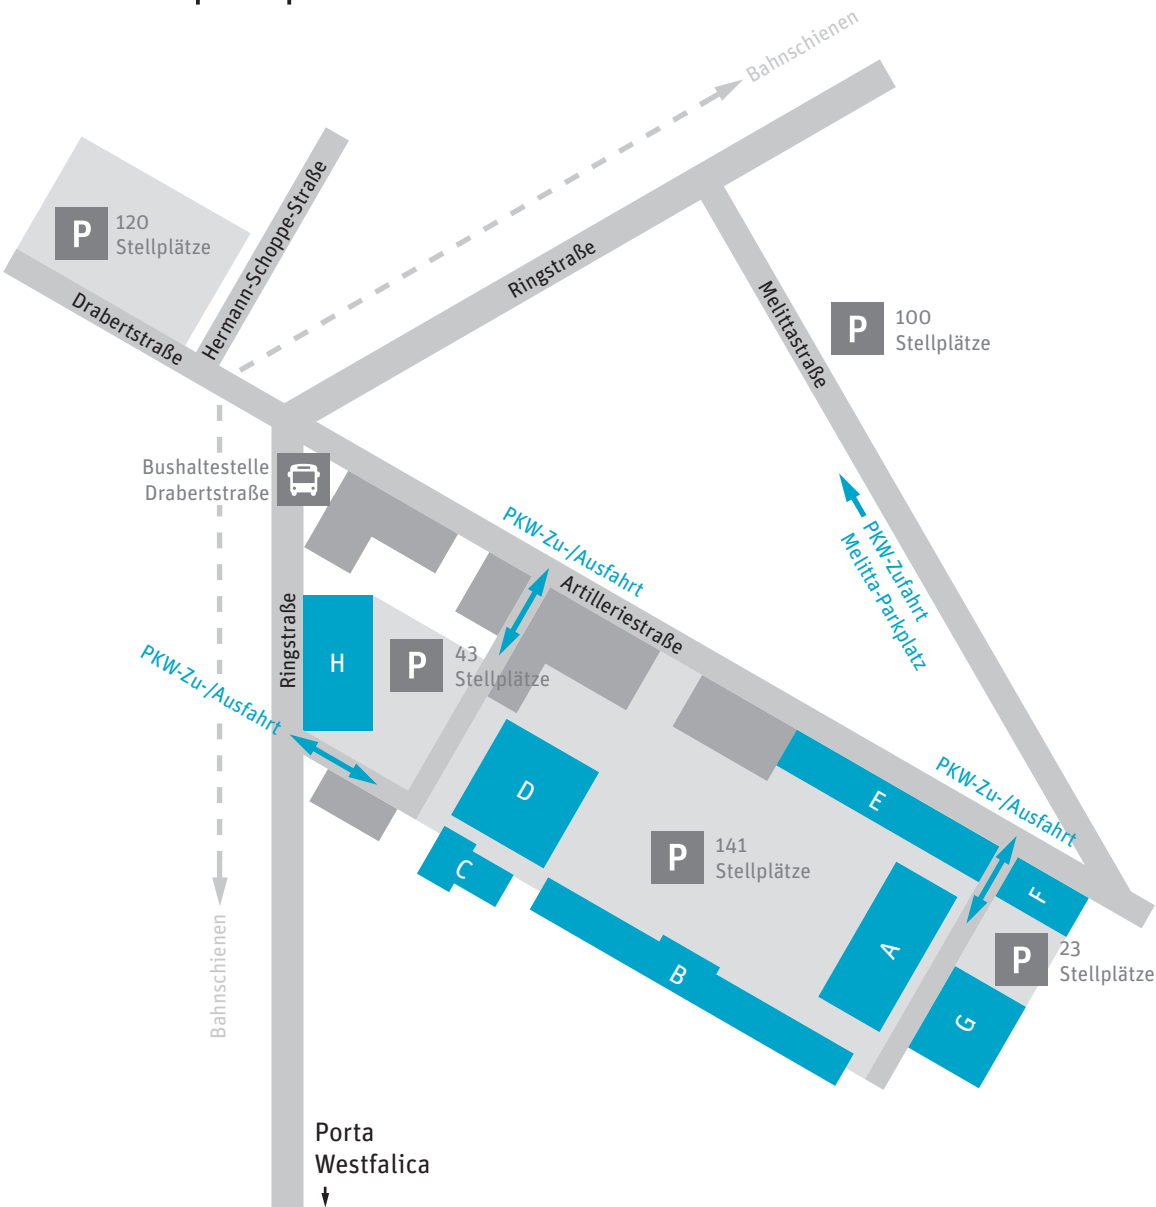 Bahnschienen
Hermann-Schoppe-Straße
P
120
Stellplätze
Drabertstraße
Ringstraße
Melittastraße
P
100
Stellplätze
Bushaltestelle
Drabertstraße
PKW-Zu-/Ausfahrt
Artilleriestraße
PKW-Zufahrt
Melitta-Parkplatz
Ringstraße
H
P
43
Stellplätze
PKW-Zu-/Ausfahrt
D
E
PKW-Zu-/Ausfahrt
C
P
141
Stellplätze
F
A
B
P
23
Stellplätze
G
Bahnschienen
Porta
Westfalica